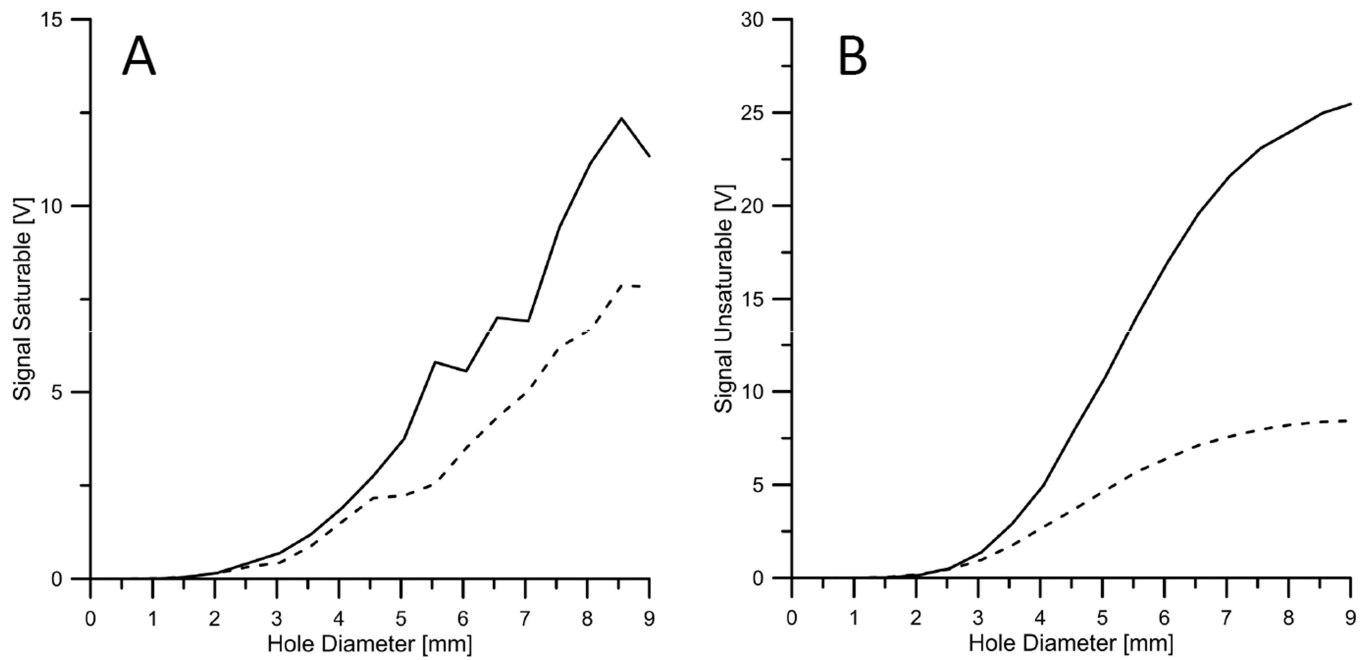 A
Signal Saturable [V]
15
10
5
0
0 1 2 3 4 5 6 7 8 9
Hole Diameter [mm]
B
Signal Unsaturable [V]
30
25
20
15
10
5
0
0 1 2 3 4 5 6 7 8 9
Hole Diameter [mm]